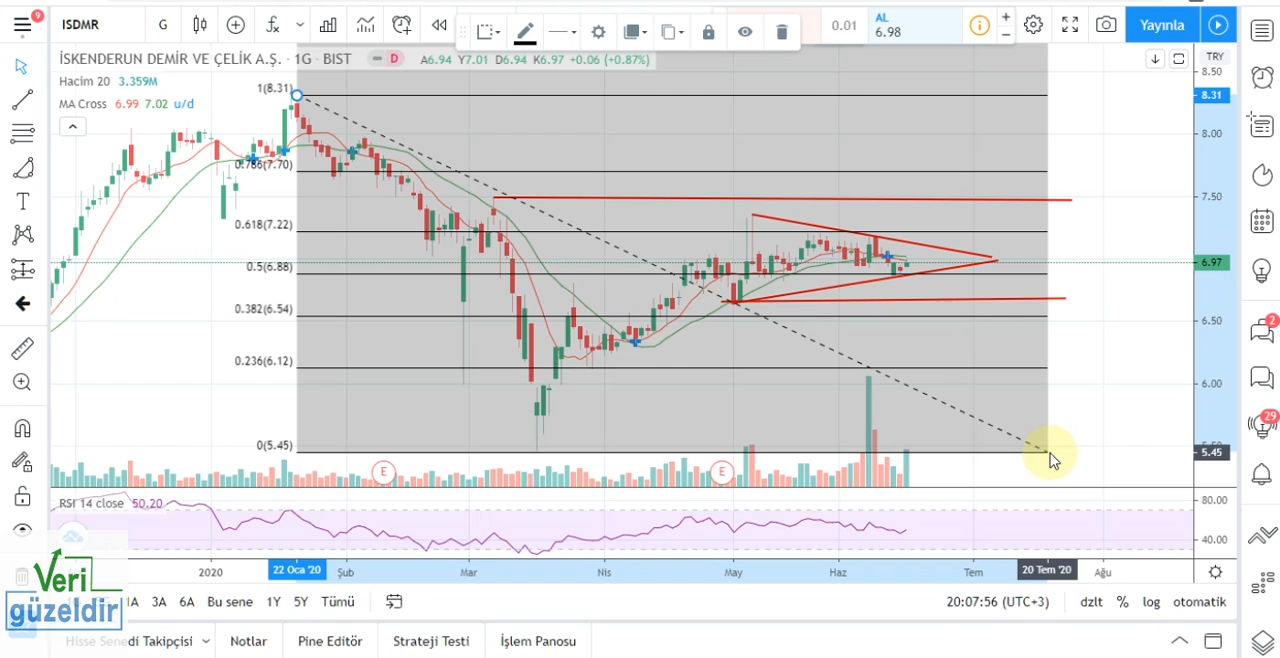 9
ISDMR
G
0.01
AL
6.98
Yayınla
İSKENDERUN DEMİR VE ÇELİK A.Ş. · 1G · BIST
D
A6.94 Y7.01 D6.94 K6.97 +0.06 (+0.87%)
TRY
Hacim 20 3.359M
MA Cross 6.99 7.02 u/d
8.50
8.31
8.00
7.50
6.97
6.50
6.00
5.45
1(8.31)
0.786(7.70)
0.618(7.22)
0.5(6.88)
0.382(6.54)
0.236(6.12)
0(5.45)
E
E
RSI 14 close 50.20
80.00
40.00
2020
22 Oca '20
Şub
Mar
Nis
May
Haz
Tem
20 Tem '20
Ağu
Veri
güzeldir
3A
6A
Bu sene
1Y
5Y
Tümü
20:07:56 (UTC+3)
dzlt
%
log
otomatik
Hisse Senedi Takipçisi
Notlar
Pine Editör
Strateji Testi
İşlem Panosu
2
29